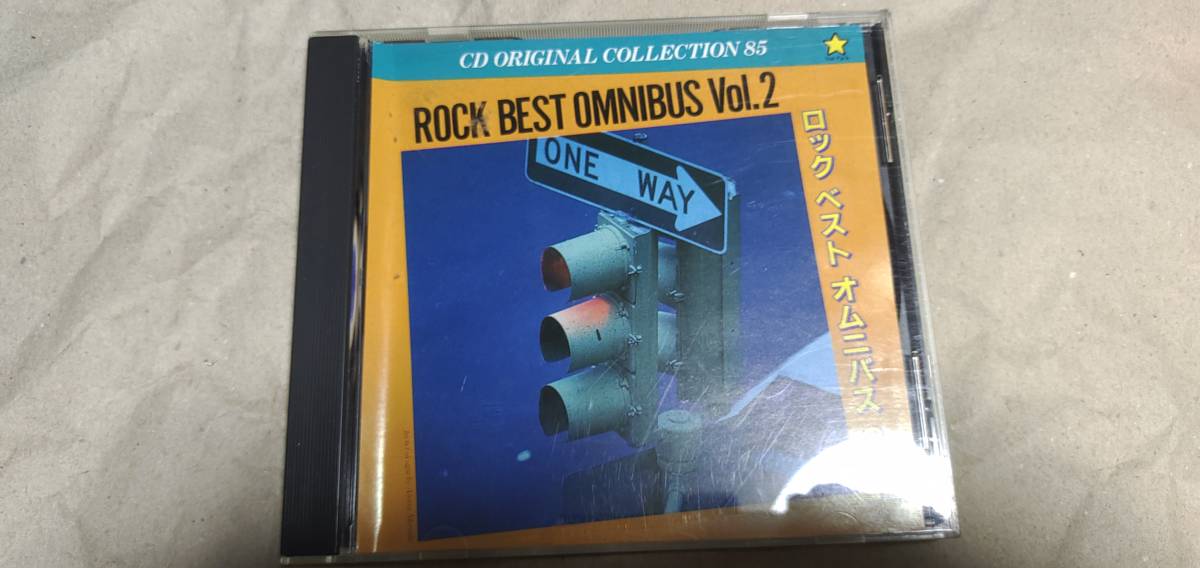 CD ORIGINAL COLLECTION 85
ROCK BEST OMNIBUS Vol.2
ONE WAY
ロック ベスト オムニバス